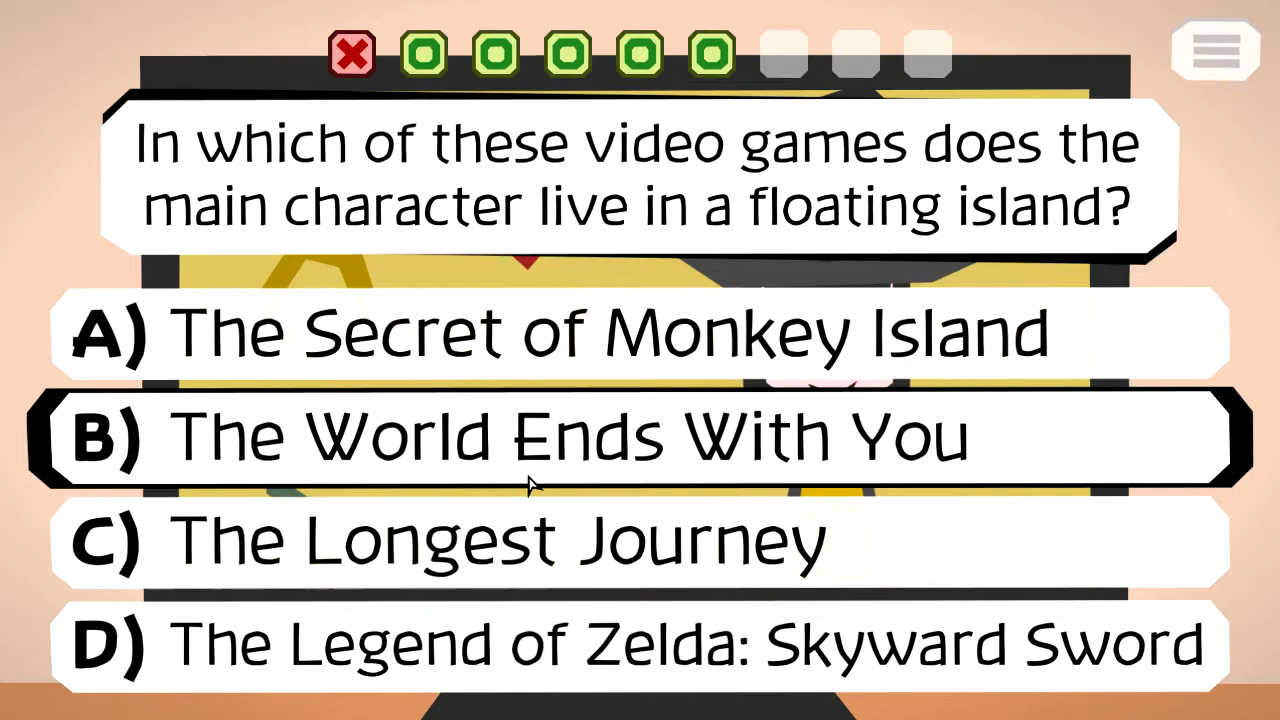 In which of these video games does the
main character live in a floating island?
A) The Secret of Monkey Island
B) The World Ends With You
C) The Longest Journey
D) The Legend of Zelda: Skyward Sword